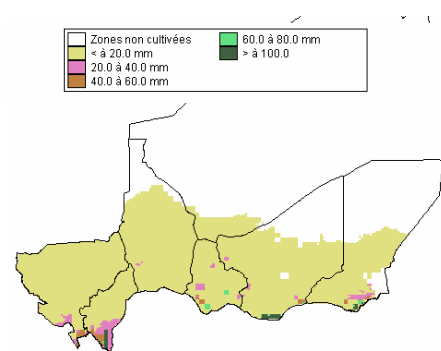 Zones non cultivées
< à 20.0 mm
20.0 à 40.0 mm
40.0 à 60.0 mm
60.0 à 80.0 mm
> à 100.0